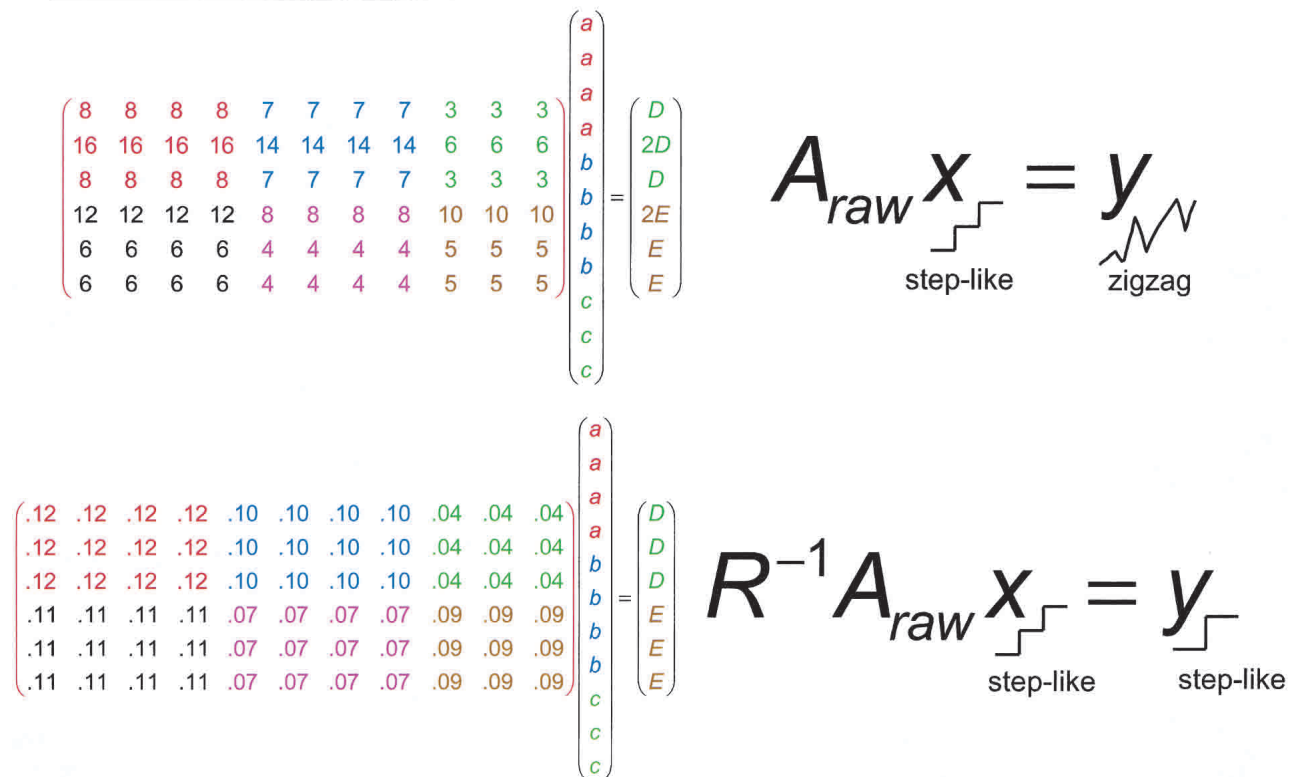 a
a
a
8 8 8 8 7 7 7 7 3 3 3 D
a
16 16 16 16 14 14 14 14 6 6 6 2D
b
8 8 8 8 7 7 7 7 3 3 3 D
b
=
12 12 12 12 8 8 8 8 10 10 10 2E
b
6 6 6 6 4 4 4 4 5 5 5 E
b
6 6 6 6 4 4 4 4 5 5 5 E
c
c
c
A_raw x = y
step-like zigzag
a
a
a
.12 .12 .12 .12 .10 .10 .10 .10 .04 .04 .04 D
a
.12 .12 .12 .12 .10 .10 .10 .10 .04 .04 .04 D
b
.12 .12 .12 .12 .10 .10 .10 .10 .04 .04 .04 D
b
=
.11 .11 .11 .11 .07 .07 .07 .07 .09 .09 .09 E
b
.11 .11 .11 .11 .07 .07 .07 .07 .09 .09 .09 E
b
.11 .11 .11 .11 .07 .07 .07 .07 .09 .09 .09 E
c
c
c
R⁻¹ A_raw x = y
step-like step-like